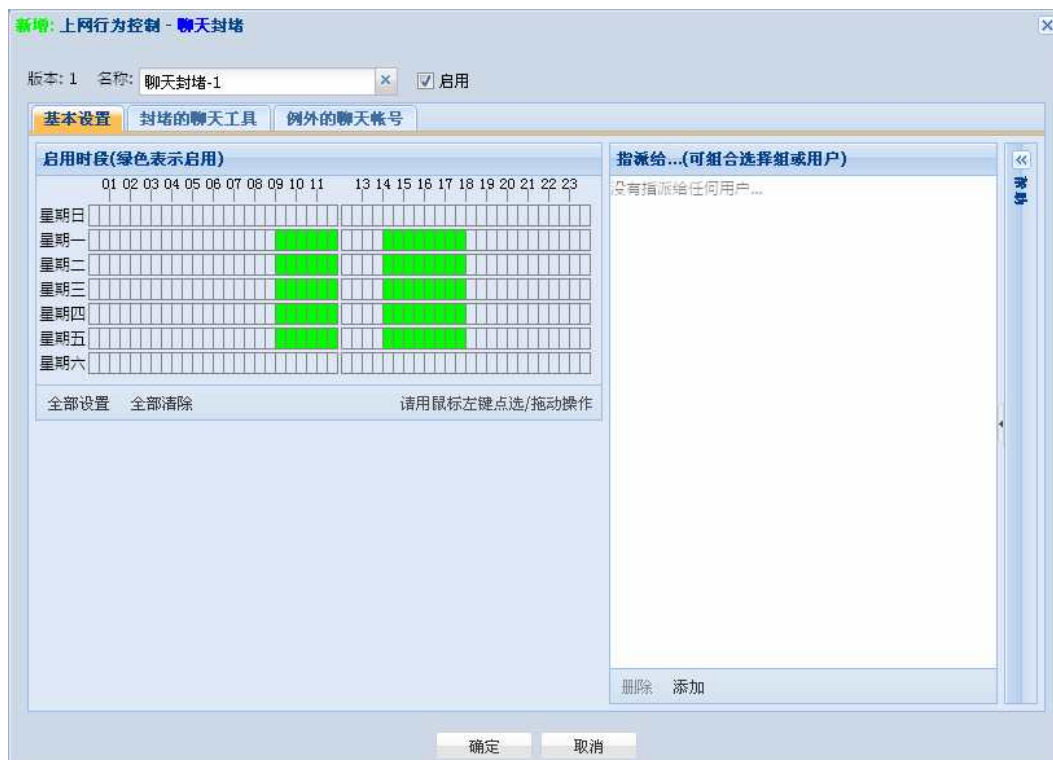 新增: 上网行为控制 - 聊天封堵
版本: 1 名称: 聊天封堵-1 启用
基本设置 封堵的聊天工具 例外的聊天帐号
启用时段(绿色表示启用)
01 02 03 04 05 06 07 08 09 10 11 13 14 15 16 17 18 19 20 21 22 23
星期日
星期一
星期二
星期三
星期四
星期五
星期六
全部设置 全部清除 请用鼠标左键点选/拖动操作
指派给...(可组合选择组或用户)
没有指派给任何用户...
删除 添加
帮助
确定 取消